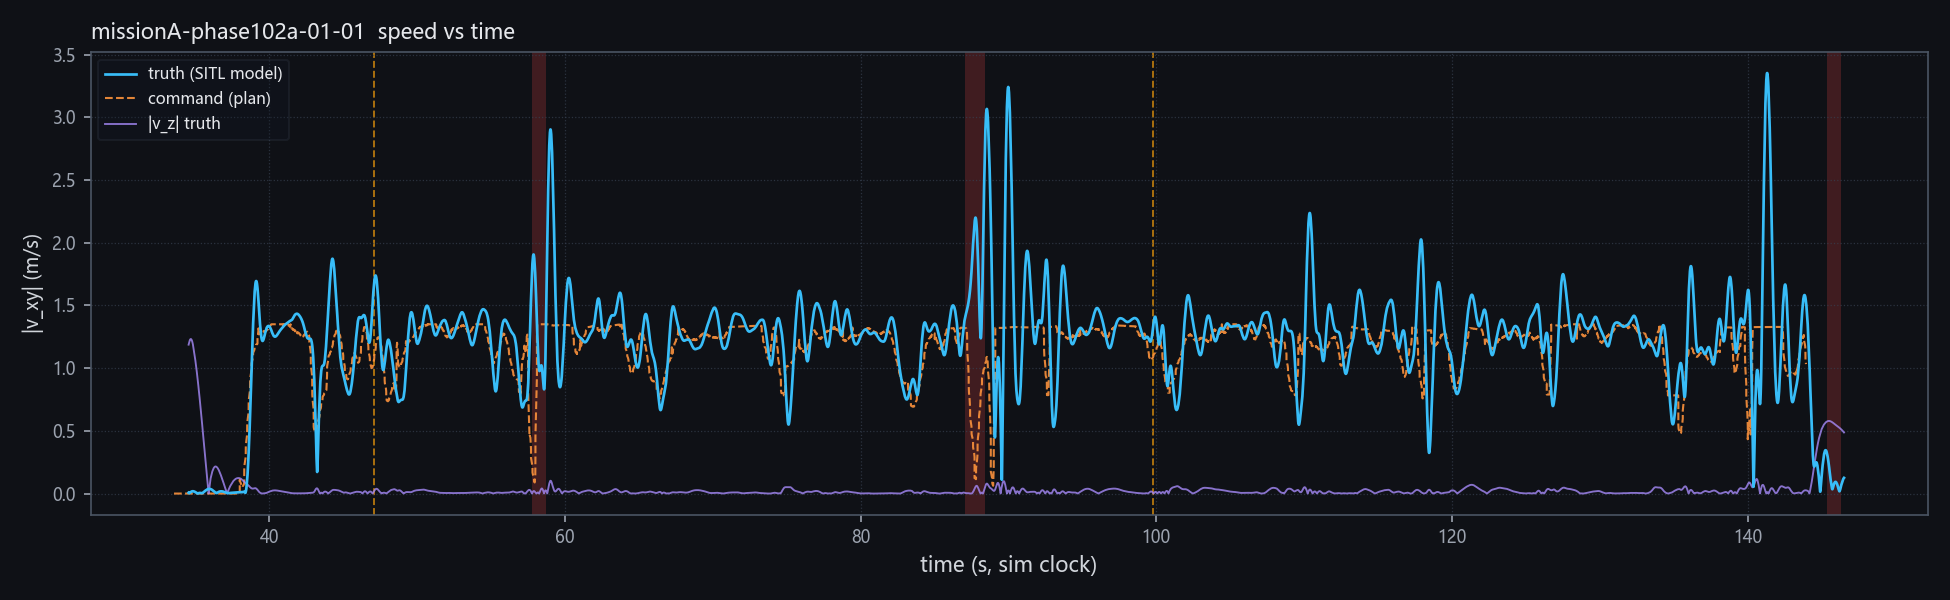 missionA-phase102a-01-01  speed vs time
truth (SITL model)
command (plan)
|v_z| truth
|v_xy| (m/s)
3.5
3.0
2.5
2.0
1.5
1.0
0.5
0.0
40
60
80
100
120
140
time (s, sim clock)